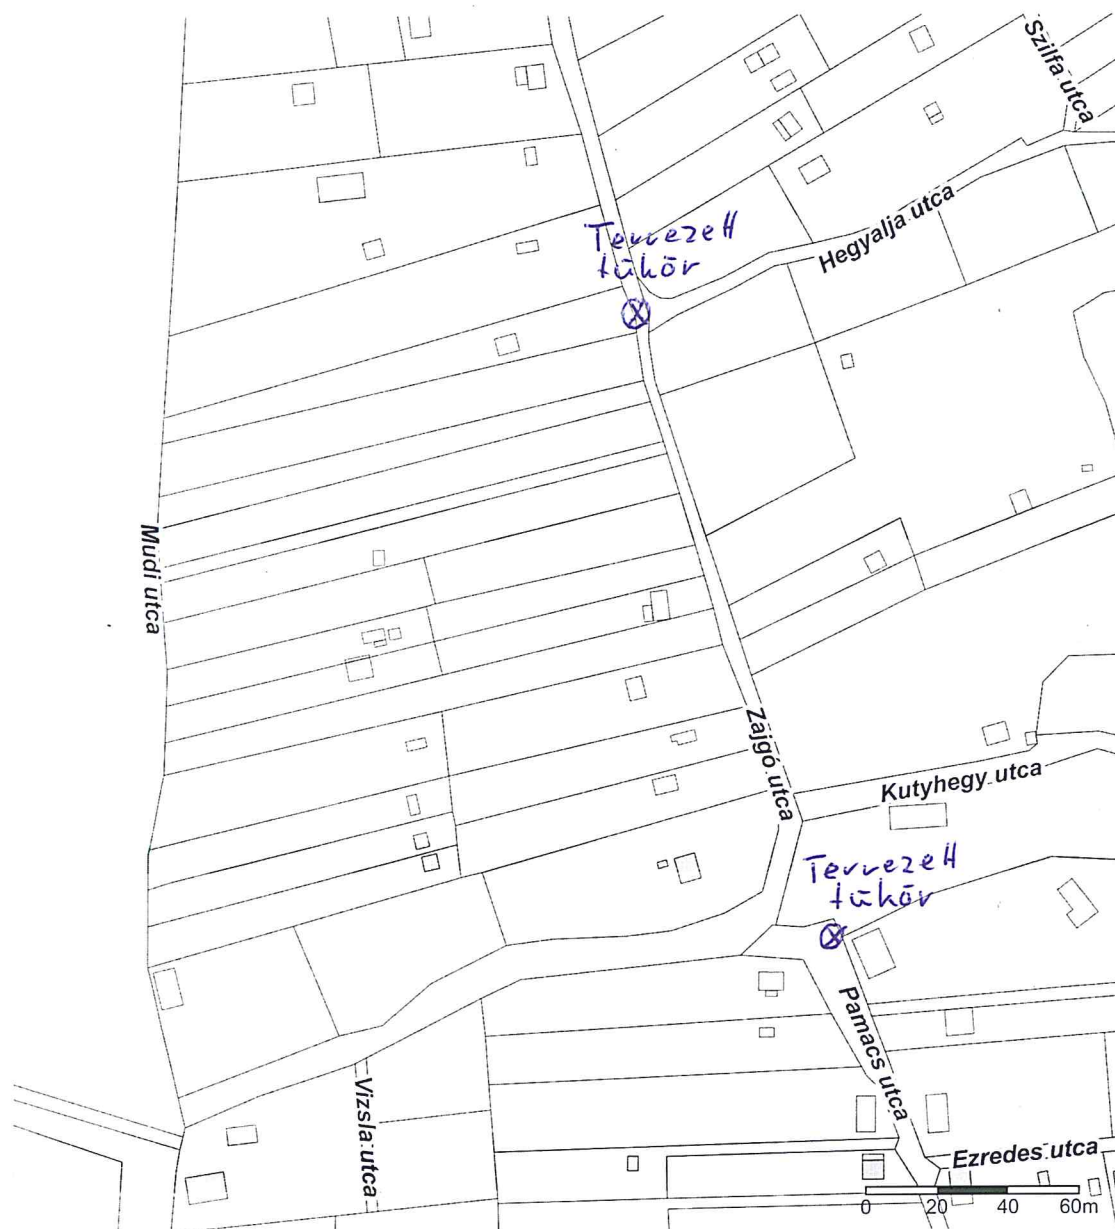 Szilfa utca
Hegyalja utca
Tervezett
tükör
Mudi utca
Zajgó utca
Kutyhegy utca
Tervezett
tükör
Pamacs utca
Vizsla utca
Ezredes utca
0 20 40 60m